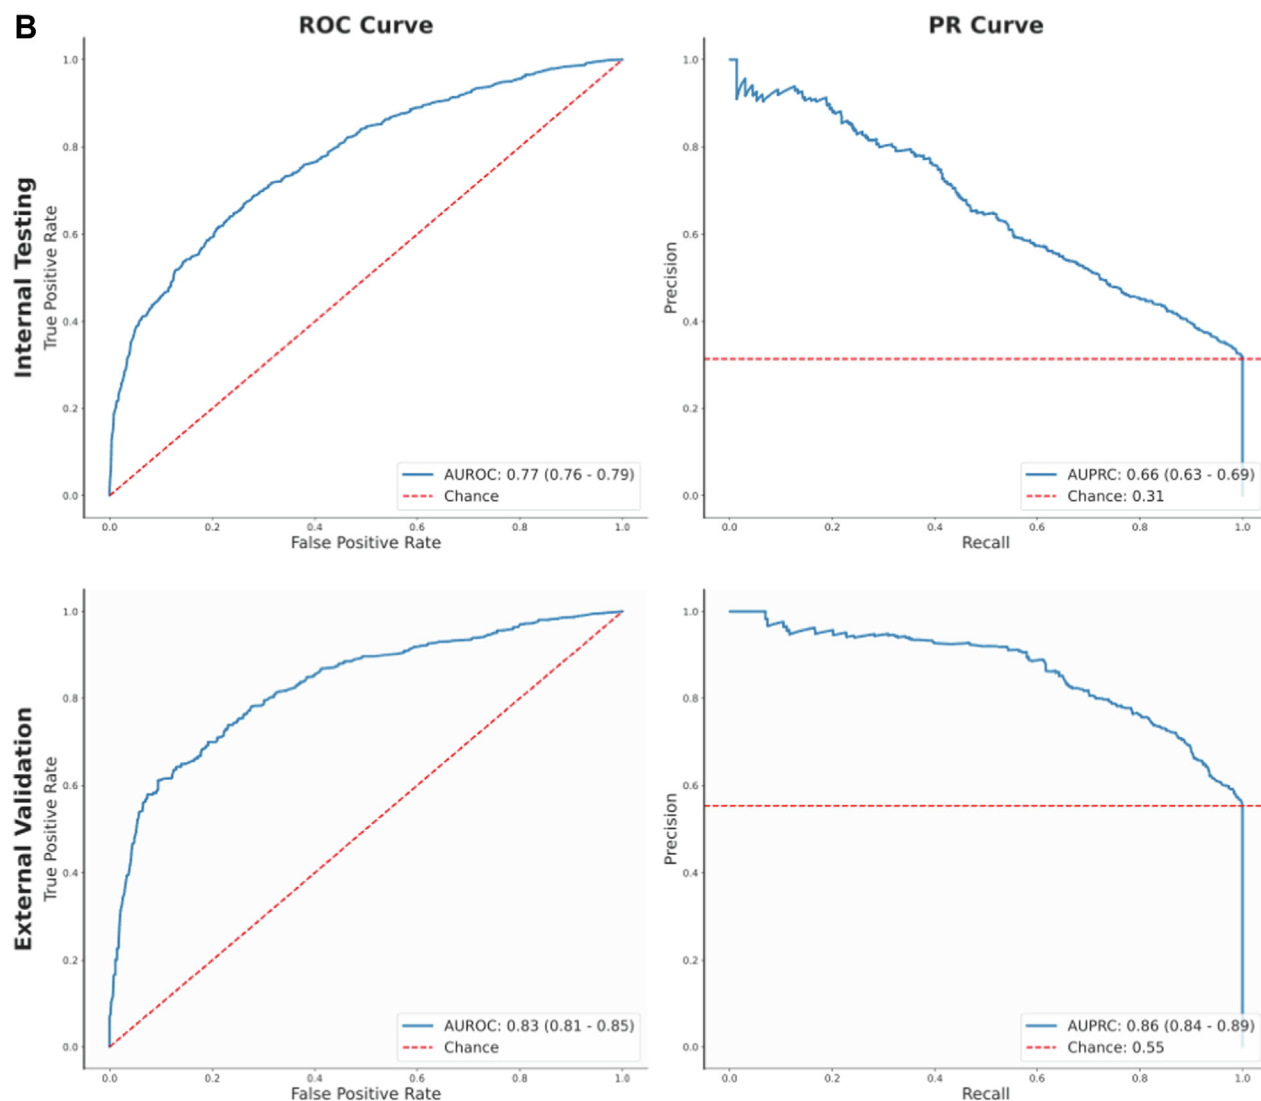 B
ROC Curve
PR Curve
Internal Testing
True Positive Rate
1.0
0.8
0.6
0.4
0.2
0.0
AUROC: 0.77 (0.76 - 0.79)
Chance
0.0 0.2 0.4 0.6 0.8 1.0
False Positive Rate
Precision
1.0
0.8
0.6
0.4
0.2
0.0
AUPRC: 0.66 (0.63 - 0.69)
Chance: 0.31
0.0 0.2 0.4 0.6 0.8 1.0
Recall
External Validation
True Positive Rate
1.0
0.8
0.6
0.4
0.2
0.0
AUROC: 0.83 (0.81 - 0.85)
Chance
0.0 0.2 0.4 0.6 0.8 1.0
False Positive Rate
Precision
1.0
0.8
0.6
0.4
0.2
0.0
AUPRC: 0.86 (0.84 - 0.89)
Chance: 0.55
0.0 0.2 0.4 0.6 0.8 1.0
Recall